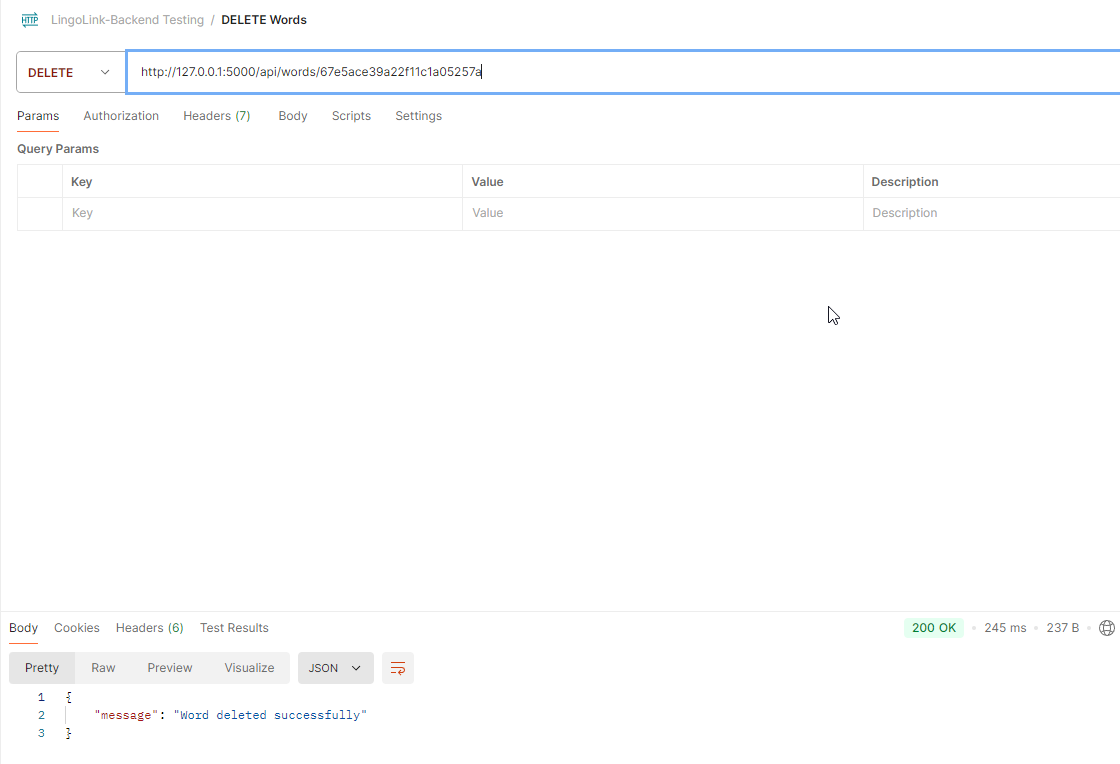 HTTP LingoLink-Backend Testing / DELETE Words
DELETE http://127.0.0.1:5000/api/words/67e5ace39a22f11c1a05257a
Params Authorization Headers (7) Body Scripts Settings
Query Params
Key Value Description
Key Value Description
Body Cookies Headers (6) Test Results 200 OK • 245 ms • 237 B •
Pretty Raw Preview Visualize JSON
1 {
2 "message": "Word deleted successfully"
3 }